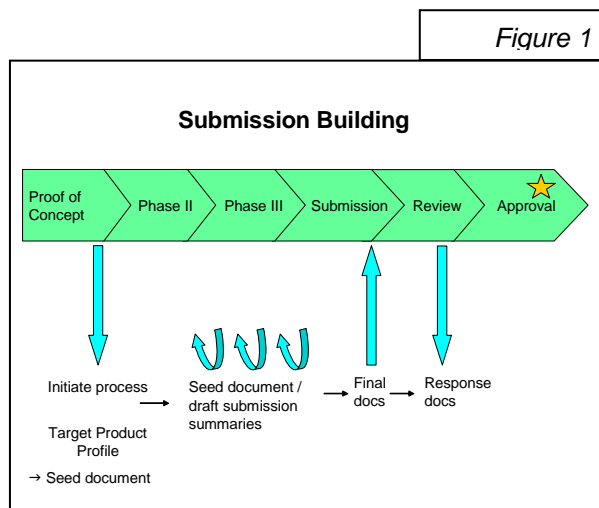 Figure 1
Submission Building
Proof of
Concept
Phase II
Phase III
Submission
Review
Approval
Initiate process
Target Product
Profile
→ Seed document
Seed document /
draft submission
summaries
Final
docs
Response
docs